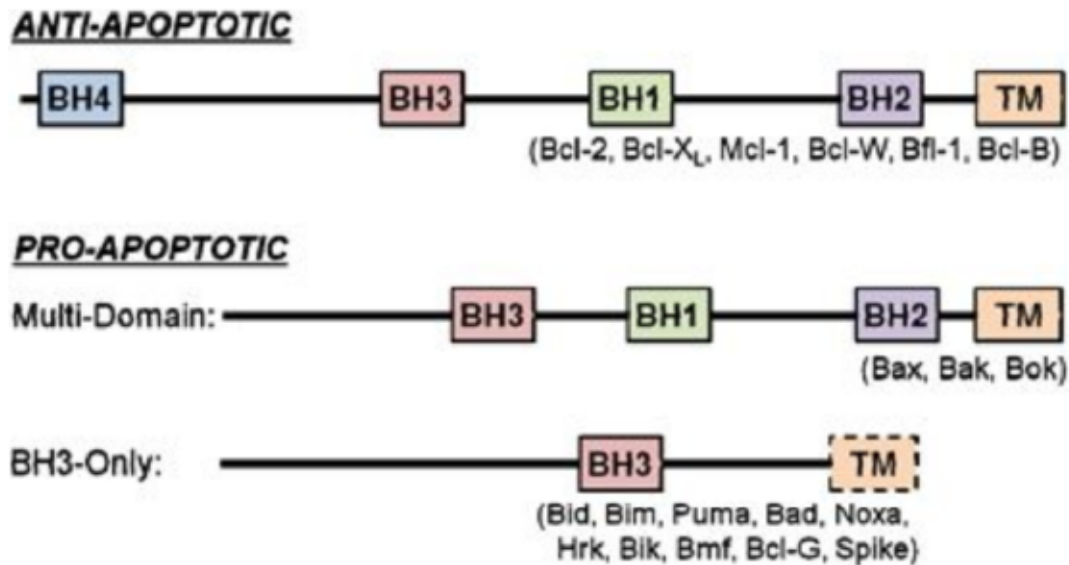 ANTI-APOPTOTIC
BH4 BH3 BH1 BH2 TM
(Bcl-2, Bcl-XL, Mcl-1, Bcl-W, Bfl-1, Bcl-B)
PRO-APOPTOTIC
Multi-Domain: BH3 BH1 BH2 TM
(Bax, Bak, Bok)
BH3-Only: BH3 TM
(Bid, Bim, Puma, Bad, Noxa,
Hrk, Bik, Bmf, Bcl-G, Spike)